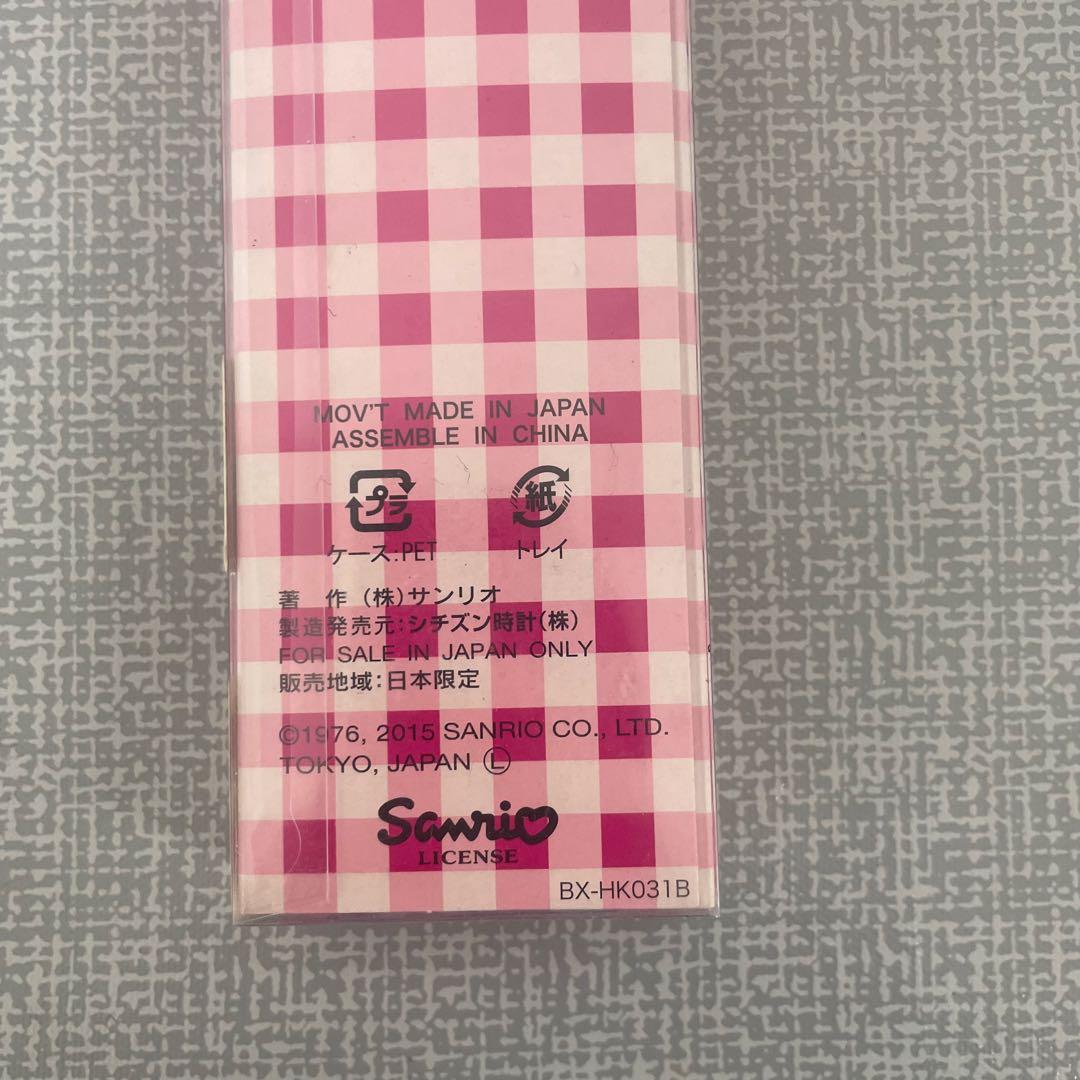 MOV'T MADE IN JAPAN
ASSEMBLE IN CHINA
プラ 紙
ケース:PET トレイ
著 作 (株)サンリオ
製造発売元:シチズン時計(株)
FOR SALE IN JAPAN ONLY
販売地域:日本限定
©1976, 2015 SANRIO CO., LTD.
TOKYO, JAPAN Ⓛ
Sanrio
LICENSE
BX-HK031B